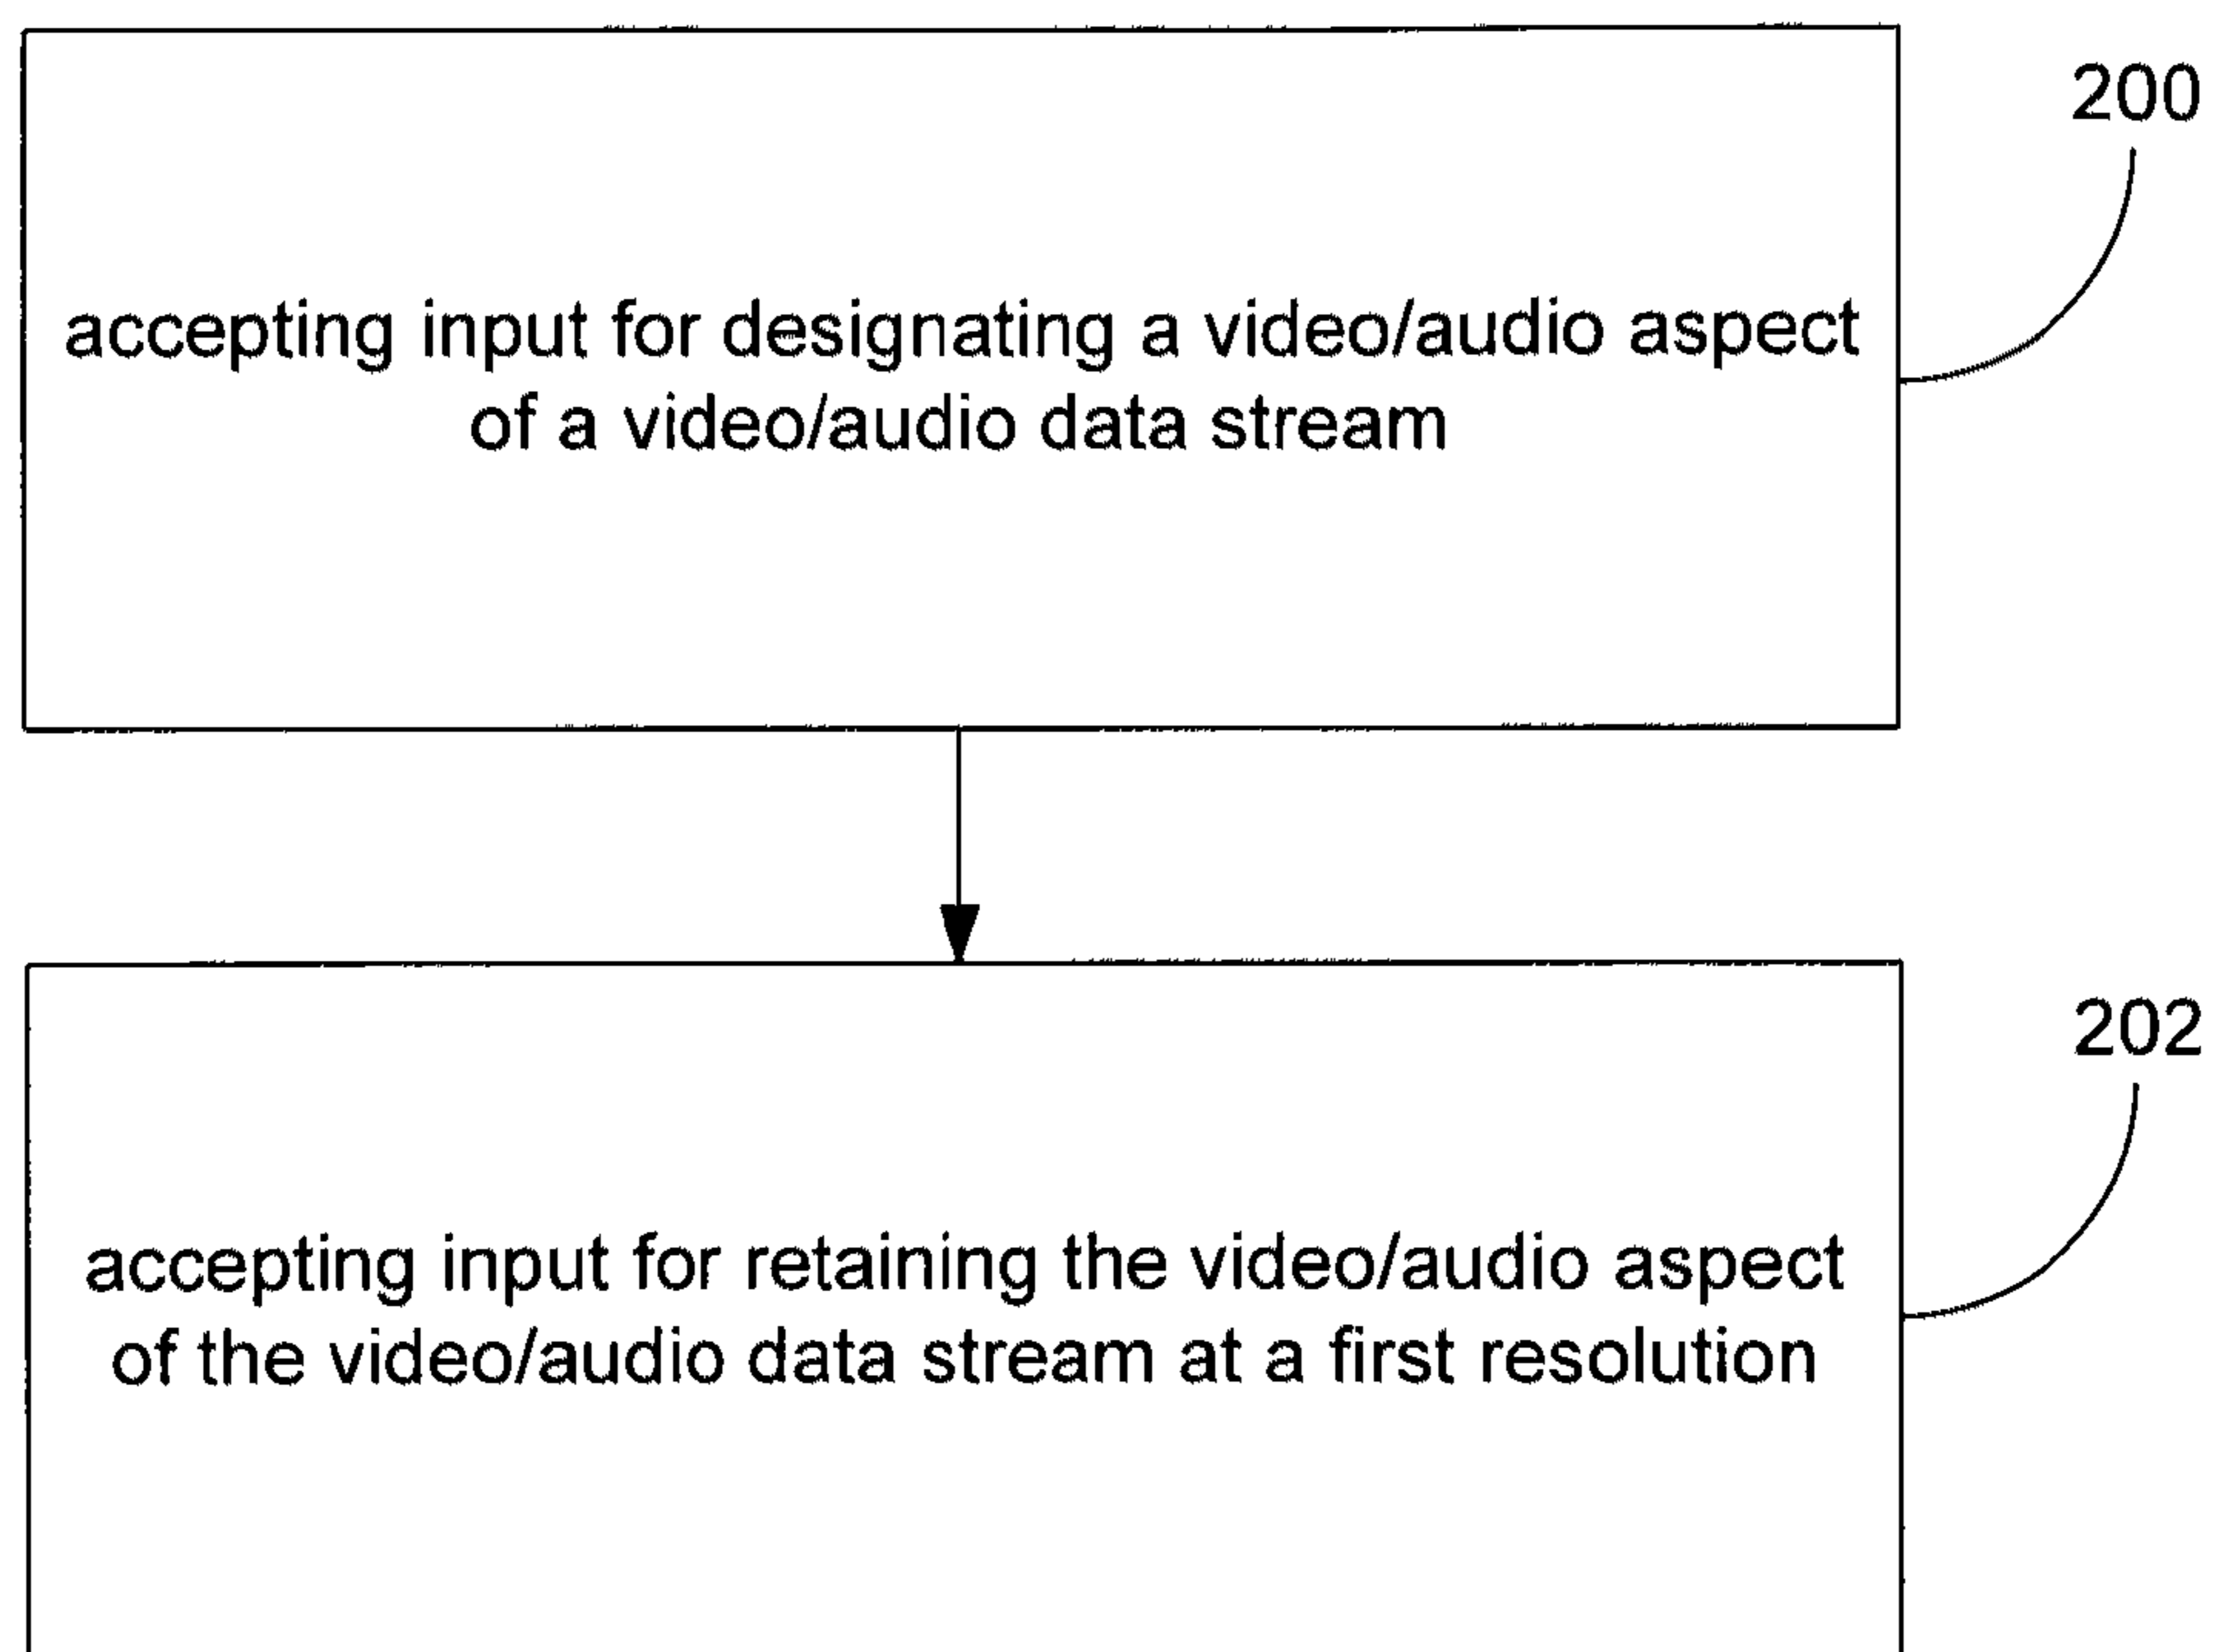 200
accepting input for designating a video/audio aspect
of a video/audio data stream
202
accepting input for retaining the video/audio aspect
of the video/audio data stream at a first resolution